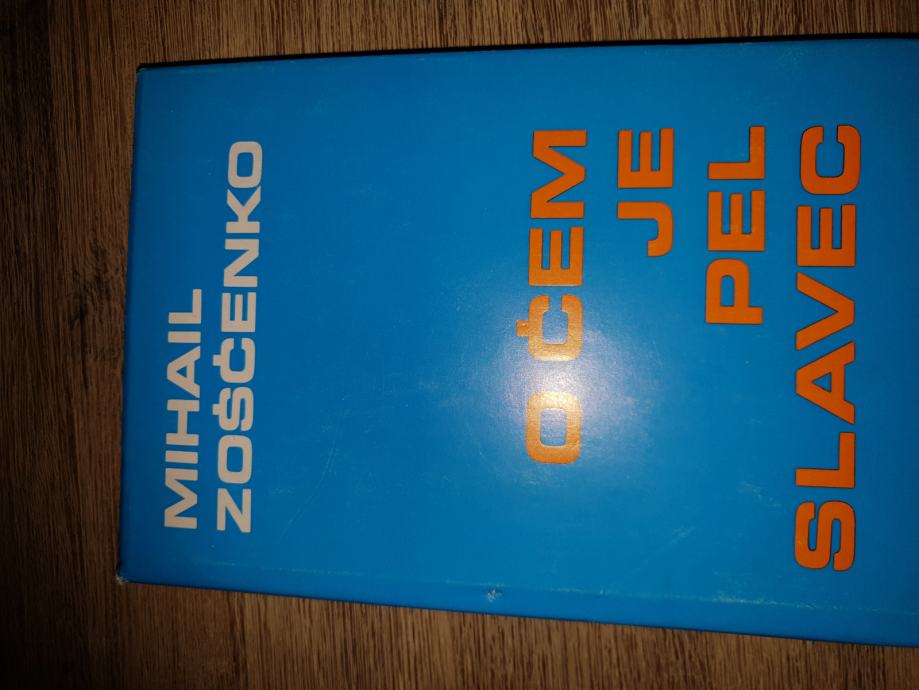 MIHAIL
ZOŠČENKO
O ČEM
JE
PEL
SLAVEC